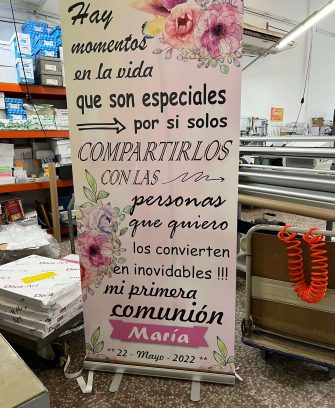 Hay
momentos
en la vida
que son especiales
por si solos
COMPARTIRLOS
CON LAS
personas
que quiero
los convierten
en inovidables !!!
mi primera
comunión
María
** 22 - Mayo - 2022 **